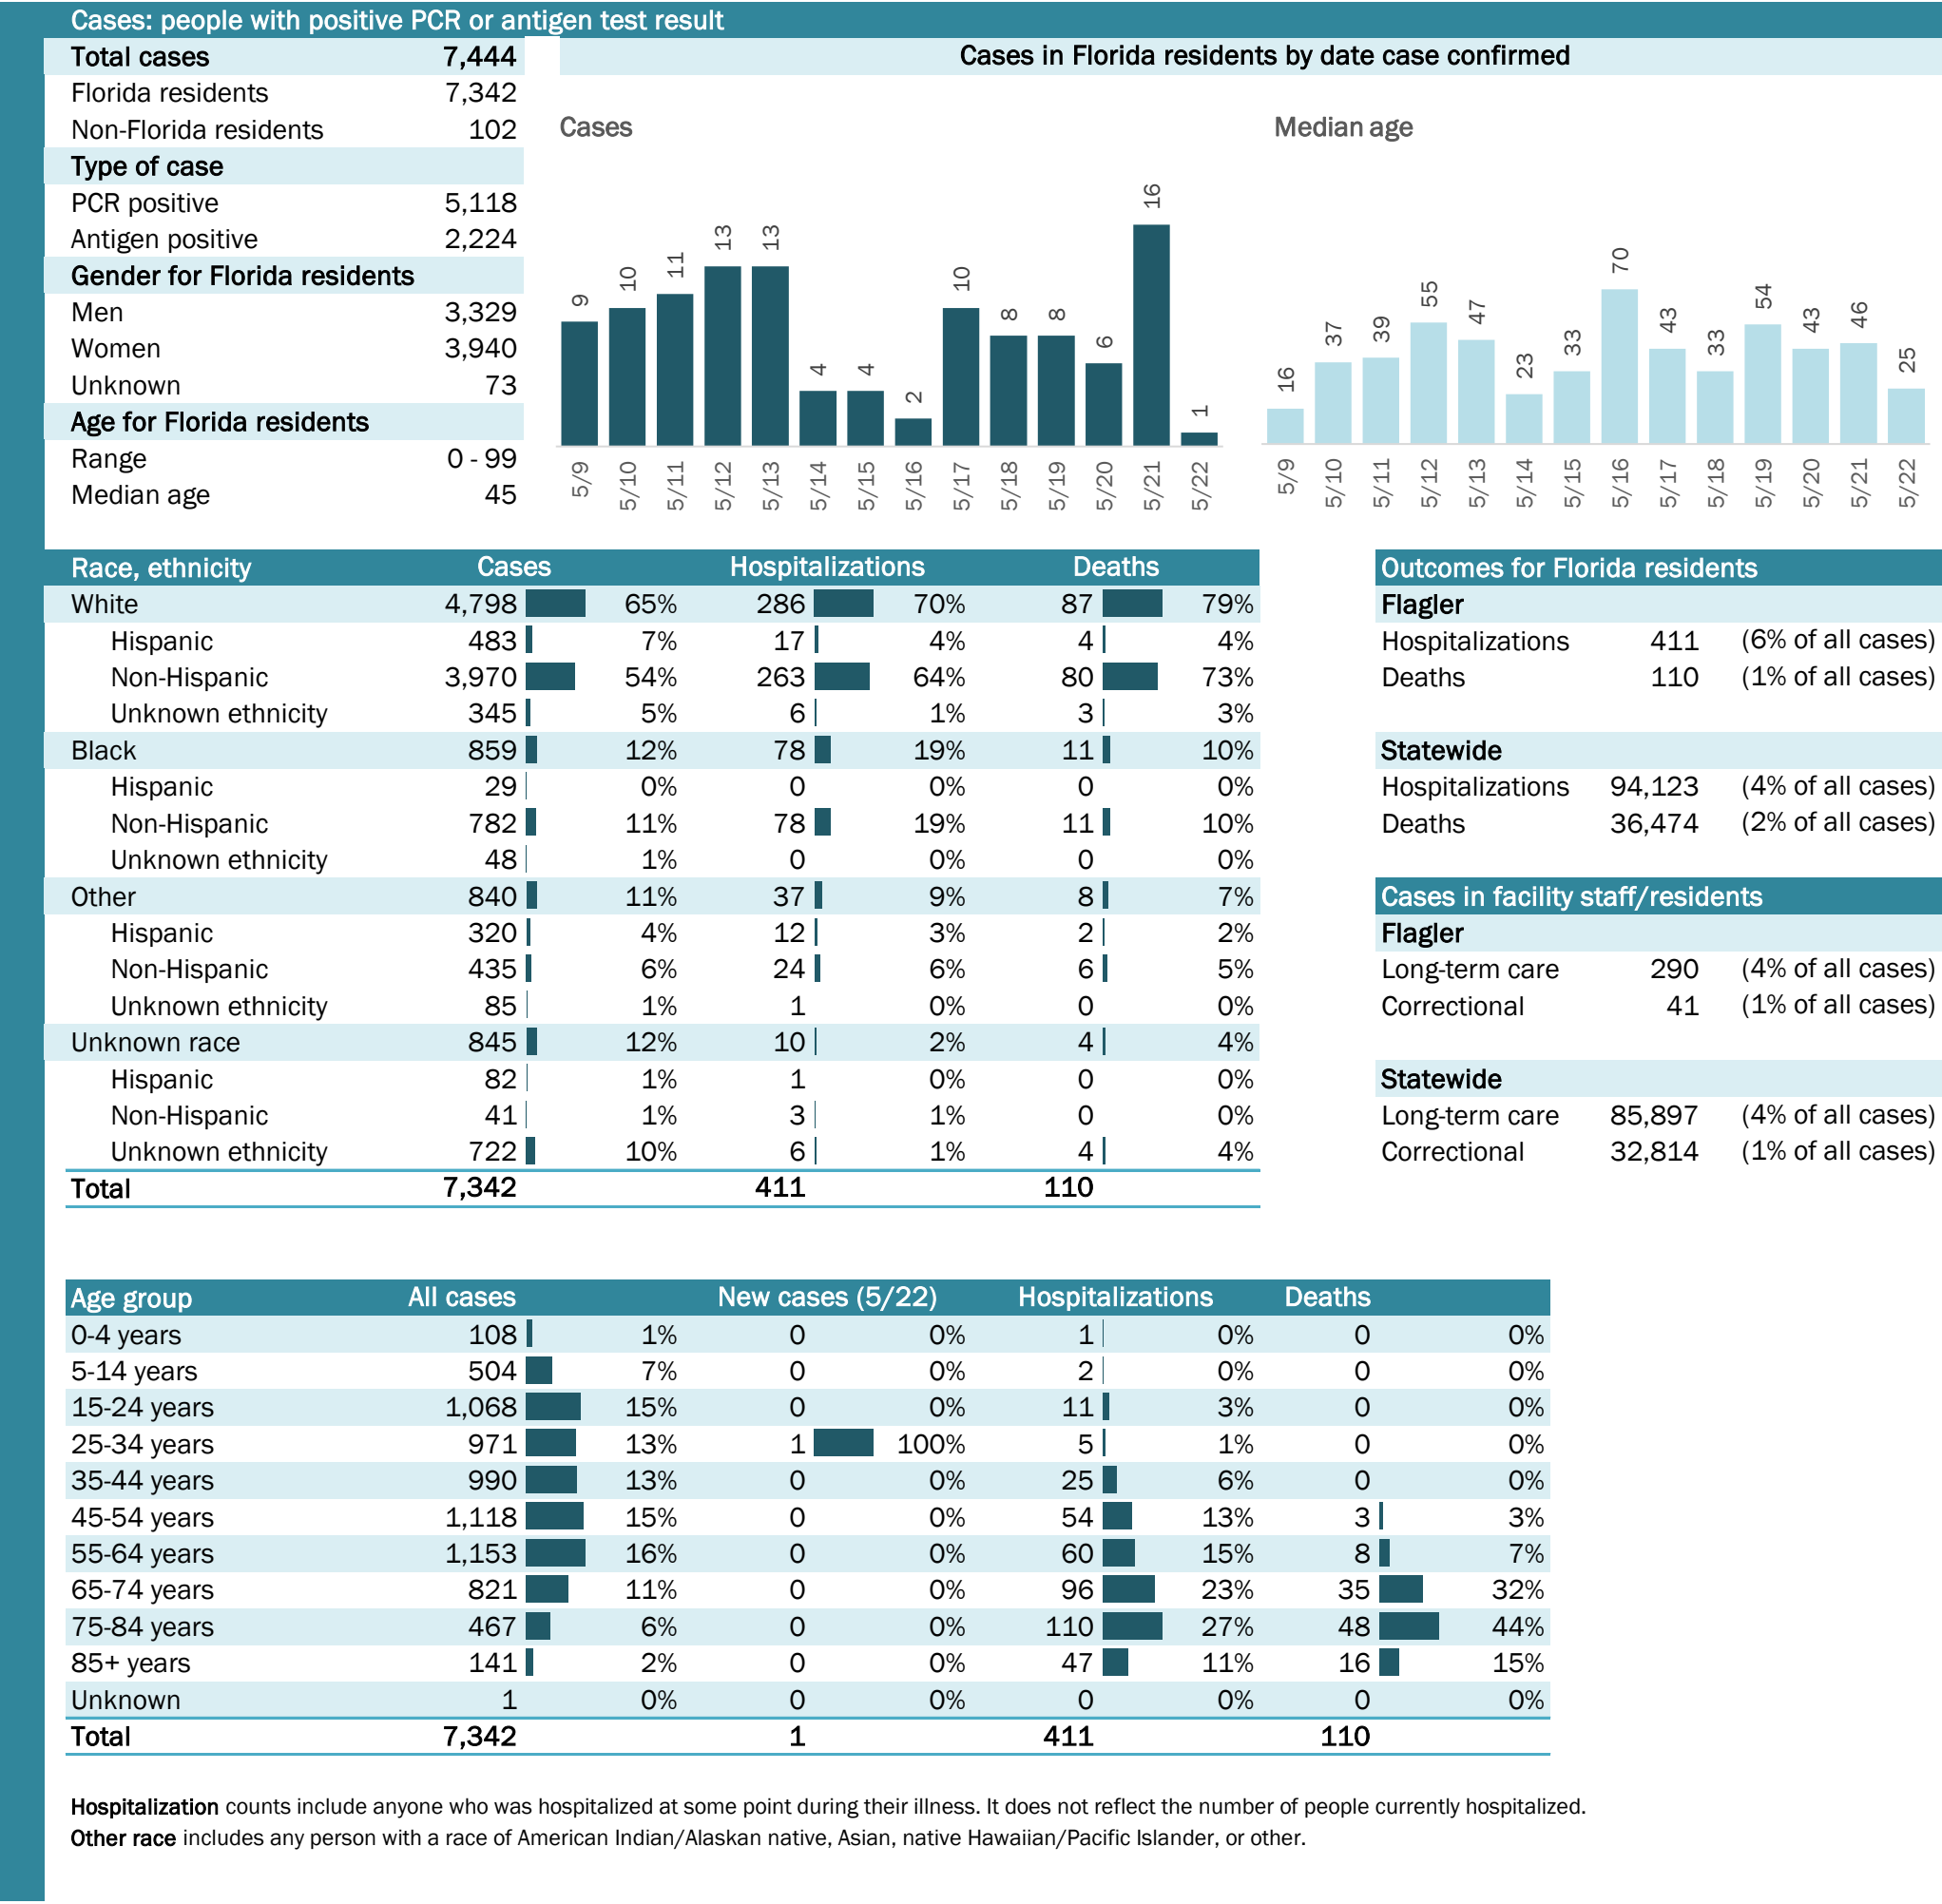 Cases: people with positive PCR or antigen test result
Total cases 7,444
Florida residents 7,342
Non-Florida residents 102
Type of case
PCR positive 5,118
Antigen positive 2,224
Gender for Florida residents
Men 3,329
Women 3,940
Unknown 73
Age for Florida residents
Range 0 - 99
Median age 45
Cases in Florida residents by date case confirmed
Cases
9 10 11 13 13 4 4 2 10 8 8 6 16 1
5/9 5/10 5/11 5/12 5/13 5/14 5/15 5/16 5/17 5/18 5/19 5/20 5/21 5/22
Median age
16 37 39 55 47 23 33 70 43 33 54 43 46 25
5/9 5/10 5/11 5/12 5/13 5/14 5/15 5/16 5/17 5/18 5/19 5/20 5/21 5/22
Race, ethnicity Cases Hospitalizations Deaths
White 4,798 65% 286 70% 87 79%
Hispanic 483 7% 17 4% 4 4%
Non-Hispanic 3,970 54% 263 64% 80 73%
Unknown ethnicity 345 5% 6 1% 3 3%
Black 859 12% 78 19% 11 10%
Hispanic 29 0% 0 0% 0 0%
Non-Hispanic 782 11% 78 19% 11 10%
Unknown ethnicity 48 1% 0 0% 0 0%
Other 840 11% 37 9% 8 7%
Hispanic 320 4% 12 3% 2 2%
Non-Hispanic 435 6% 24 6% 6 5%
Unknown ethnicity 85 1% 1 0% 0 0%
Unknown race 845 12% 10 2% 4 4%
Hispanic 82 1% 1 0% 0 0%
Non-Hispanic 41 1% 3 1% 0 0%
Unknown ethnicity 722 10% 6 1% 4 4%
Total 7,342 411 110
Outcomes for Florida residents
Flagler
Hospitalizations 411 (6% of all cases)
Deaths 110 (1% of all cases)
Statewide
Hospitalizations 94,123 (4% of all cases)
Deaths 36,474 (2% of all cases)
Cases in facility staff/residents
Flagler
Long-term care 290 (4% of all cases)
Correctional 41 (1% of all cases)
Statewide
Long-term care 85,897 (4% of all cases)
Correctional 32,814 (1% of all cases)
Age group All cases New cases (5/22) Hospitalizations Deaths
0-4 years 108 1% 0 0% 1 0% 0 0%
5-14 years 504 7% 0 0% 2 0% 0 0%
15-24 years 1,068 15% 0 0% 11 3% 0 0%
25-34 years 971 13% 1 100% 5 1% 0 0%
35-44 years 990 13% 0 0% 25 6% 0 0%
45-54 years 1,118 15% 0 0% 54 13% 3 3%
55-64 years 1,153 16% 0 0% 60 15% 8 7%
65-74 years 821 11% 0 0% 96 23% 35 32%
75-84 years 467 6% 0 0% 110 27% 48 44%
85+ years 141 2% 0 0% 47 11% 16 15%
Unknown 1 0% 0 0% 0 0% 0 0%
Total 7,342 1 411 110
Hospitalization counts include anyone who was hospitalized at some point during their illness. It does not reflect the number of people currently hospitalized.
Other race includes any person with a race of American Indian/Alaskan native, Asian, native Hawaiian/Pacific Islander, or other.